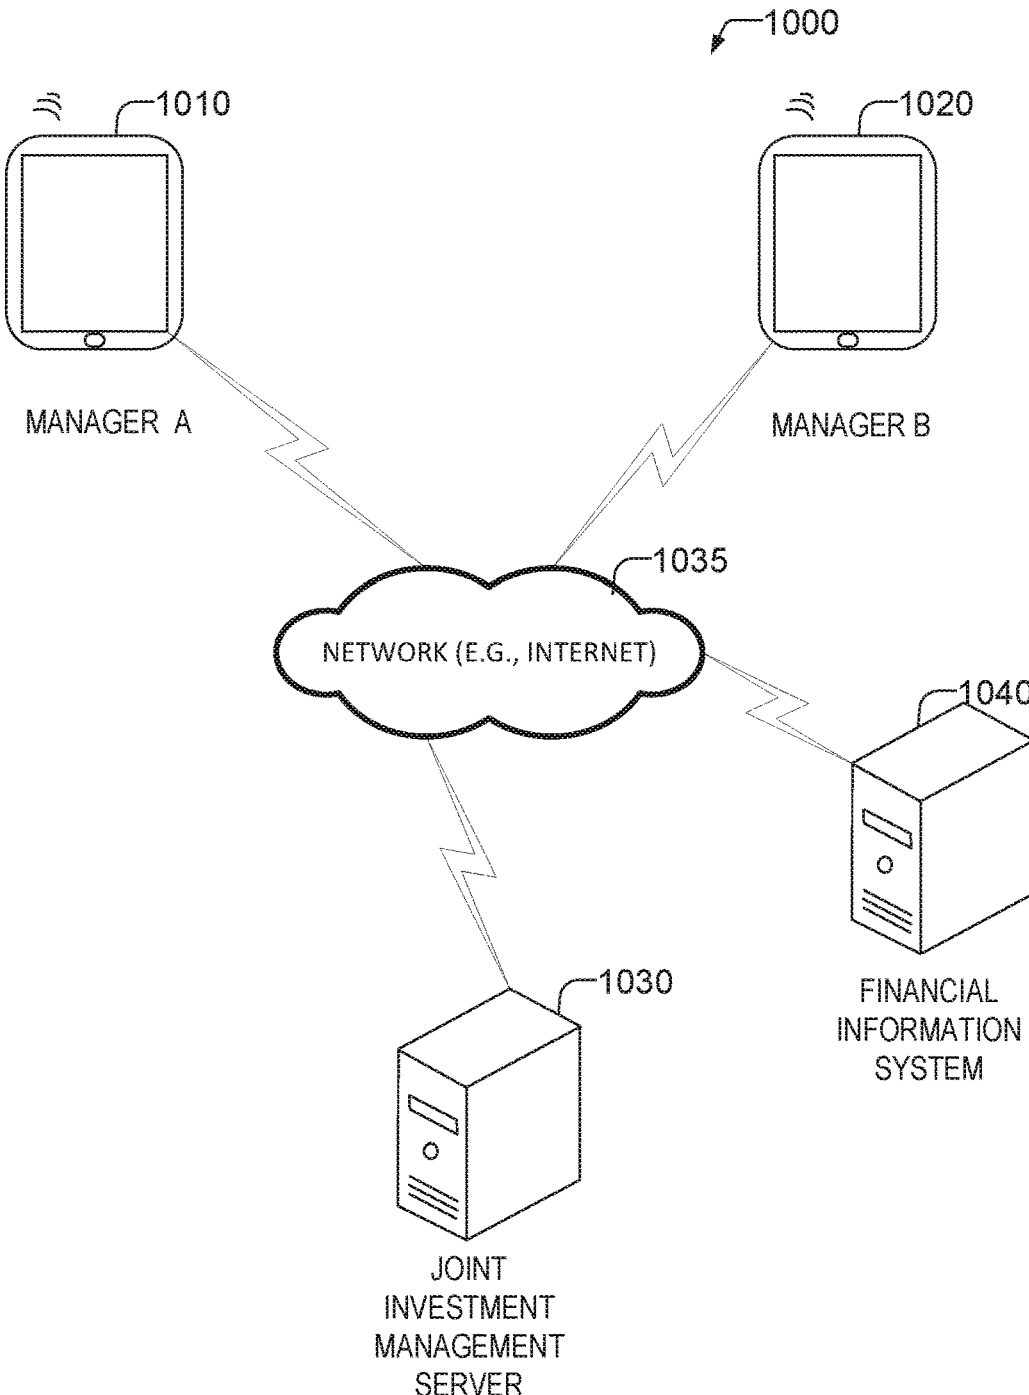 1000
1010
1020
MANAGER A
MANAGER B
1035
NETWORK (E.G., INTERNET)
1040
FINANCIAL
INFORMATION
SYSTEM
1030
JOINT
INVESTMENT
MANAGEMENT
SERVER